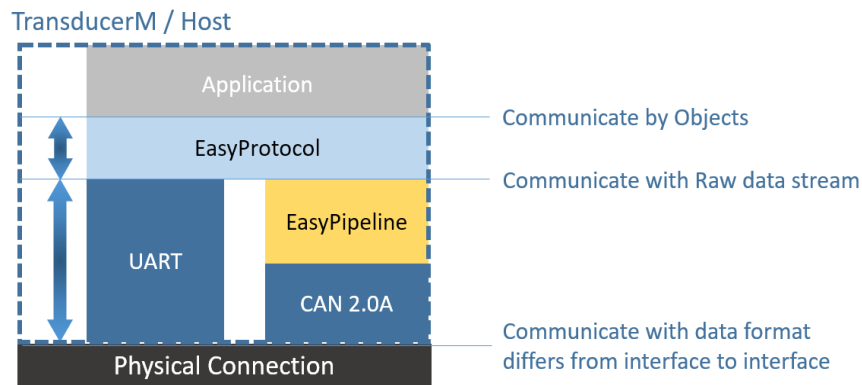 TransducerM / Host
Application
Communicate by Objects
EasyProtocol
Communicate with Raw data stream
EasyPipeline
UART
CAN 2.0A
Communicate with data format
differs from interface to interface
Physical Connection